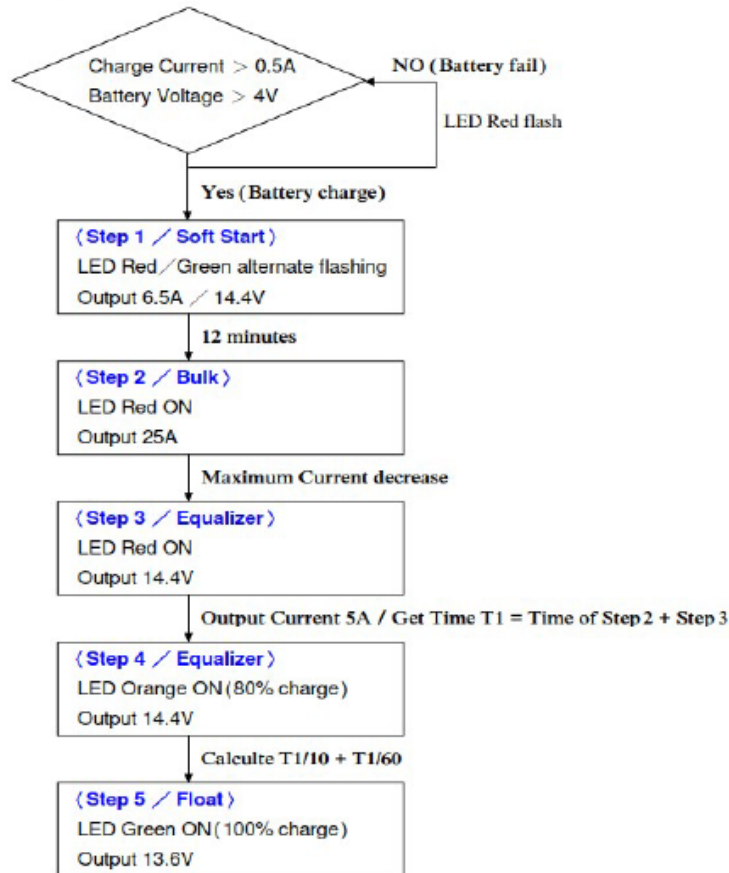 Charge Current > 0.5A
Battery Voltage > 4V
NO (Battery fail)
LED Red flash
Yes (Battery charge)
〈Step 1 / Soft Start〉
LED Red/Green alternate flashing
Output 6.5A / 14.4V
12 minutes
〈Step 2 / Bulk〉
LED Red ON
Output 25A
Maximum Current decrease
〈Step 3 / Equalizer〉
LED Red ON
Output 14.4V
Output Current 5A / Get Time T1 = Time of Step2 + Step3
〈Step 4 / Equalizer〉
LED Orange ON(80% charge)
Output 14.4V
Calculte T1/10 + T1/60
〈Step 5 / Float〉
LED Green ON(100% charge)
Output 13.6V